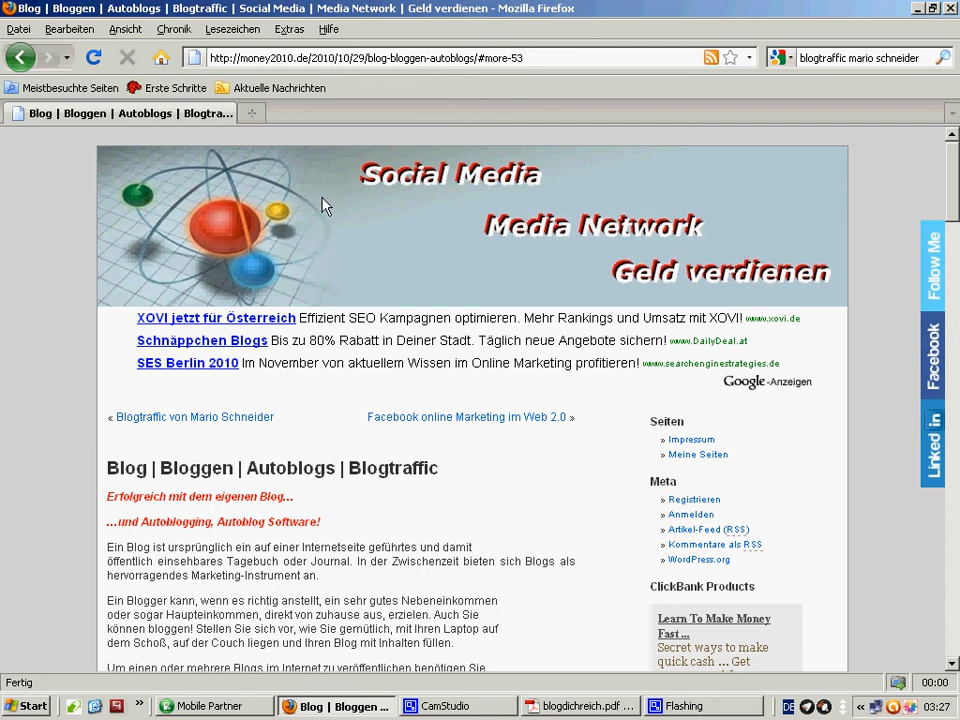 Blog | Bloggen | Autoblogs | Blogtraffic | Social Media | Media Network | Geld verdienen - Mozilla Firefox
Datei Bearbeiten Ansicht Chronik Lesezeichen Extras Hilfe
http://money2010.de/2010/10/29/blog-bloggen-autoblogs/#more-53 blogtraffic mario schneider
Meistbesuchte Seiten Erste Schritte Aktuelle Nachrichten
Blog | Bloggen | Autoblogs | Blogtra...
Social Media
Media Network
Geld verdienen
Follow Me
Facebook
Linked in
XOVI jetzt für Österreich Effizient SEO Kampagnen optimieren. Mehr Rankings und Umsatz mit XOVI! www.xovi.de
Schnäppchen Blogs Bis zu 80% Rabatt in Deiner Stadt. Täglich neue Angebote sichern! www.DailyDeal.at
SES Berlin 2010 Im November von aktuellem Wissen im Online Marketing profitieren! www.searchenginestrategies.de
Google-Anzeigen
« Blogtraffic von Mario Schneider Facebook online Marketing im Web 2.0 »
Blog | Bloggen | Autoblogs | Blogtraffic
Erfolgreich mit dem eigenen Blog...
...und Autoblogging, Autoblog Software!
Ein Blog ist ursprünglich ein auf einer Internetseite geführtes und damit
öffentlich einsehbares Tagebuch oder Journal. In der Zwischenzeit bieten sich Blogs als
hervorragendes Marketing-Instrument an.
Ein Blogger kann, wenn es richtig anstellt, ein sehr gutes Nebeneinkommen
oder sogar Haupteinkommen, direkt von zuhause aus, erzielen. Auch Sie
können bloggen! Stellen Sie sich vor, wie Sie gemütlich, mit Ihren Laptop auf
dem Schoß, auf der Couch liegen und Ihren Blog mit Inhalten füllen.
Um einen oder mehrere Blogs im Internet zu veröffentlichen benötigen Sie
Seiten
» Impressum
» Meine Seiten
Meta
» Registrieren
» Anmelden
» Artikel-Feed (RSS)
» Kommentare als RSS
» WordPress.org
ClickBank Products
Learn To Make Money
Fast ...
Secret ways to make
quick cash ... Get
Fertig 00:00
Start » Mobile Partner Blog | Bloggen ... CamStudio blogdichreich.pdf ... Flashing DE « 03:27